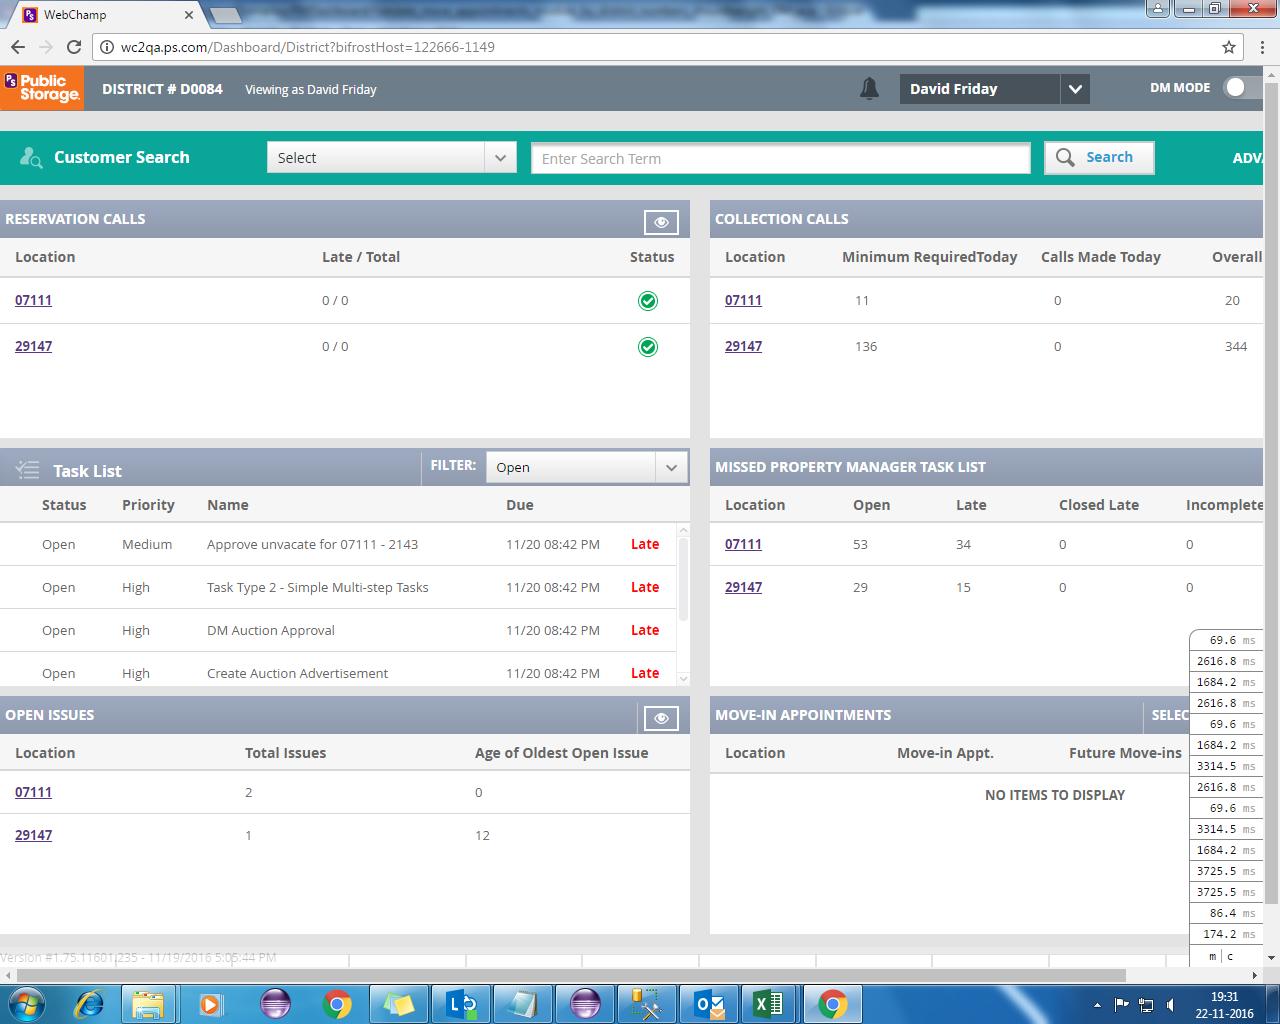 WebChamp
wc2qa.ps.com/Dashboard/District?bifrostHost=122666-1149
PS Public Storage.
DISTRICT # D0084
Viewing as David Friday
David Friday
DM MODE
Customer Search
Select
Enter Search Term
Search
ADVA
RESERVATION CALLS
Location Late / Total Status
07111 0 / 0
29147 0 / 0
COLLECTION CALLS
Location Minimum RequiredToday Calls Made Today Overall
07111 11 0 20
29147 136 0 344
Task List
FILTER: Open
Status Priority Name Due
Open Medium Approve unvacate for 07111 - 2143 11/20 08:42 PM Late
Open High Task Type 2 - Simple Multi-step Tasks 11/20 08:42 PM Late
Open High DM Auction Approval 11/20 08:42 PM Late
Open High Create Auction Advertisement 11/20 08:42 PM Late
MISSED PROPERTY MANAGER TASK LIST
Location Open Late Closed Late Incomplete
07111 53 34 0 0
29147 29 15 0 0
OPEN ISSUES
Location Total Issues Age of Oldest Open Issue
07111 2 0
29147 1 12
MOVE-IN APPOINTMENTS
SELEC
Location Move-in Appt. Future Move-ins
NO ITEMS TO DISPLAY
69.6 ms
2616.8 ms
1684.2 ms
2616.8 ms
69.6 ms
1684.2 ms
3314.5 ms
2616.8 ms
69.6 ms
3314.5 ms
1684.2 ms
3725.5 ms
3725.5 ms
86.4 ms
174.2 ms
m | c
Version #1.75.11601.235 - 11/19/2016 5:05:44 PM
19:31
22-11-2016